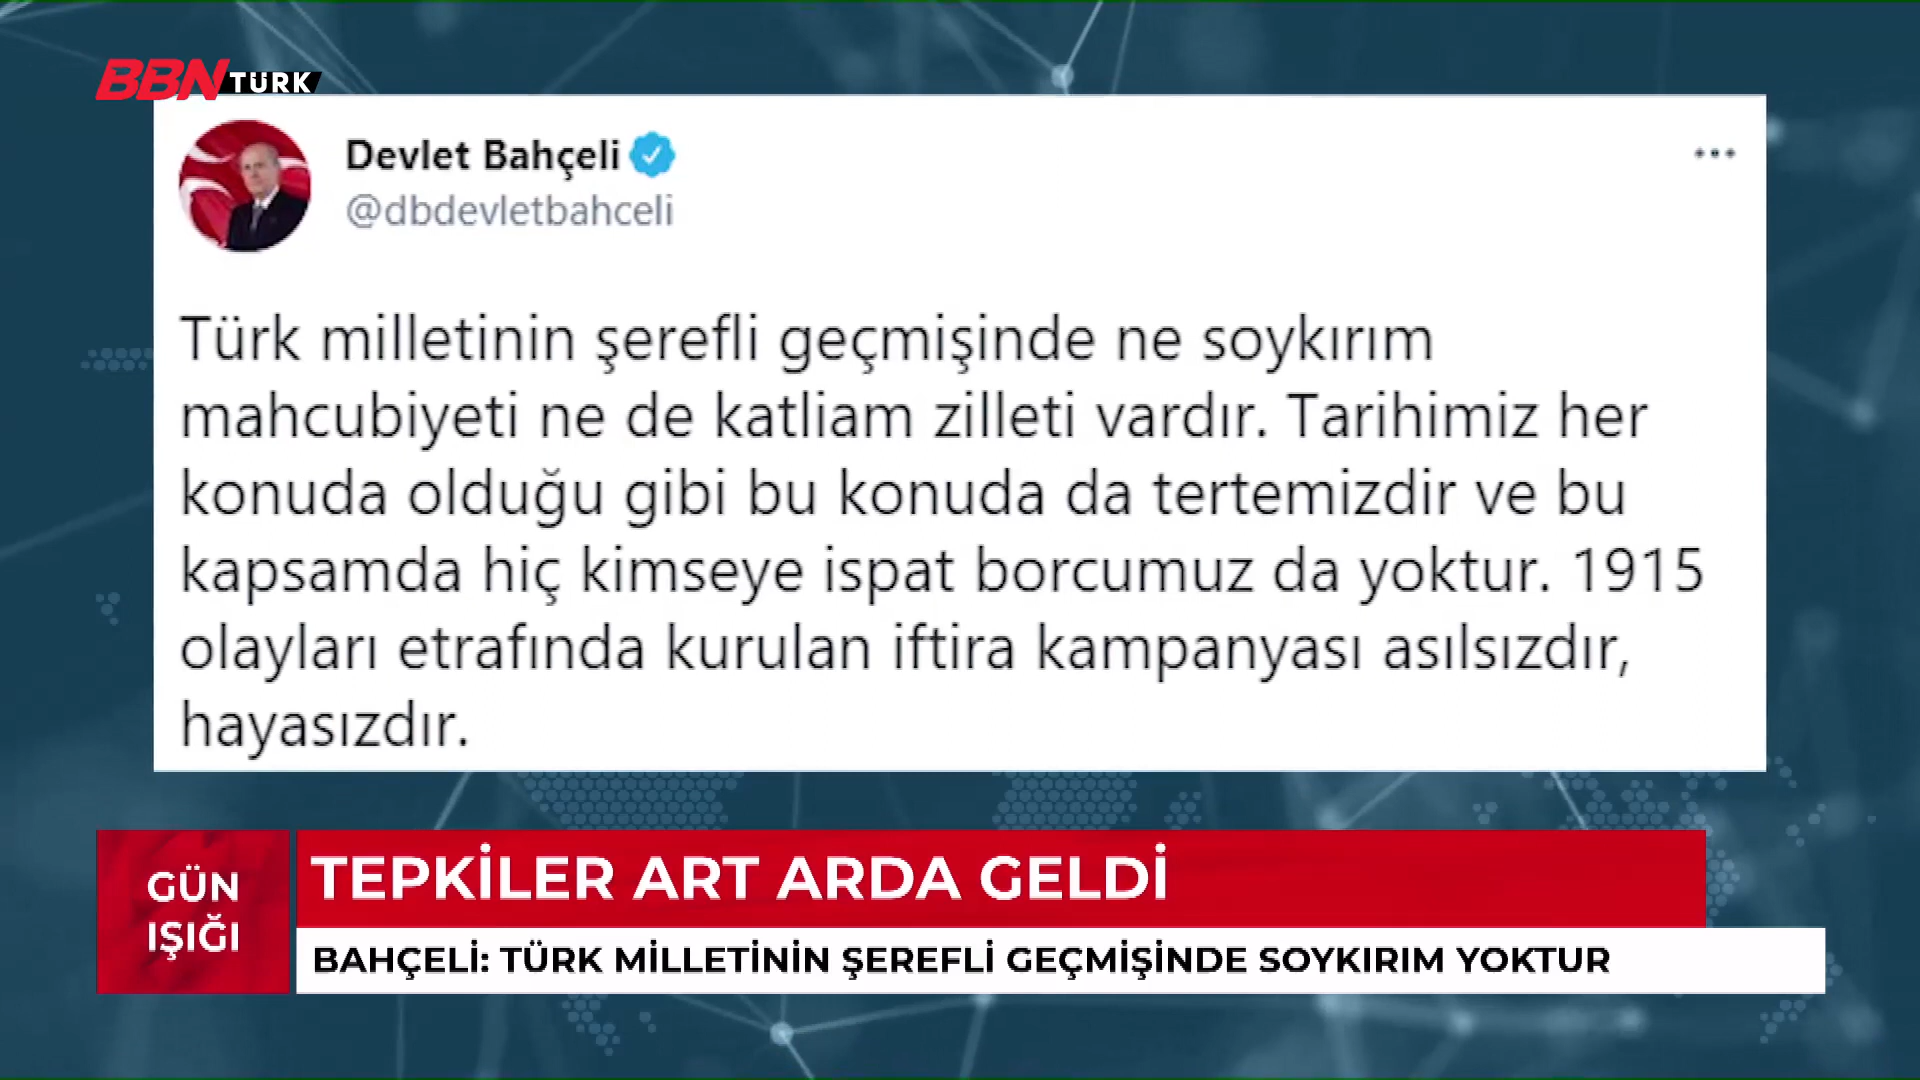 BBN TÜRK
Devlet Bahçeli
@dbdevletbahceli
Türk milletinin şerefli geçmişinde ne soykırım
mahcubiyeti ne de katliam zilleti vardır. Tarihimiz her
konuda olduğu gibi bu konuda da tertemizdir ve bu
kapsamda hiç kimseye ispat borcumuz da yoktur. 1915
olayları etrafında kurulan iftira kampanyası asılsızdır,
hayasızdır.
GÜN
IŞIĞI
TEPKİLER ART ARDA GELDİ
BAHÇELİ: TÜRK MİLLETİNİN ŞEREFLİ GEÇMİŞİNDE SOYKIRIM YOKTUR